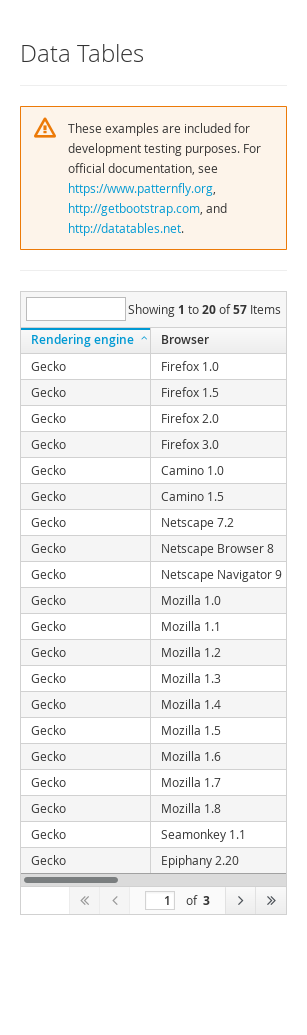 Data Tables
These examples are included for
development testing purposes. For
official documentation, see
https://www.patternfly.org,
http://getbootstrap.com, and
http://datatables.net.
Showing 1 to 20 of 57 Items
Rendering engine Browser
Gecko Firefox 1.0
Gecko Firefox 1.5
Gecko Firefox 2.0
Gecko Firefox 3.0
Gecko Camino 1.0
Gecko Camino 1.5
Gecko Netscape 7.2
Gecko Netscape Browser 8
Gecko Netscape Navigator 9
Gecko Mozilla 1.0
Gecko Mozilla 1.1
Gecko Mozilla 1.2
Gecko Mozilla 1.3
Gecko Mozilla 1.4
Gecko Mozilla 1.5
Gecko Mozilla 1.6
Gecko Mozilla 1.7
Gecko Mozilla 1.8
Gecko Seamonkey 1.1
Gecko Epiphany 2.20
1 of 3